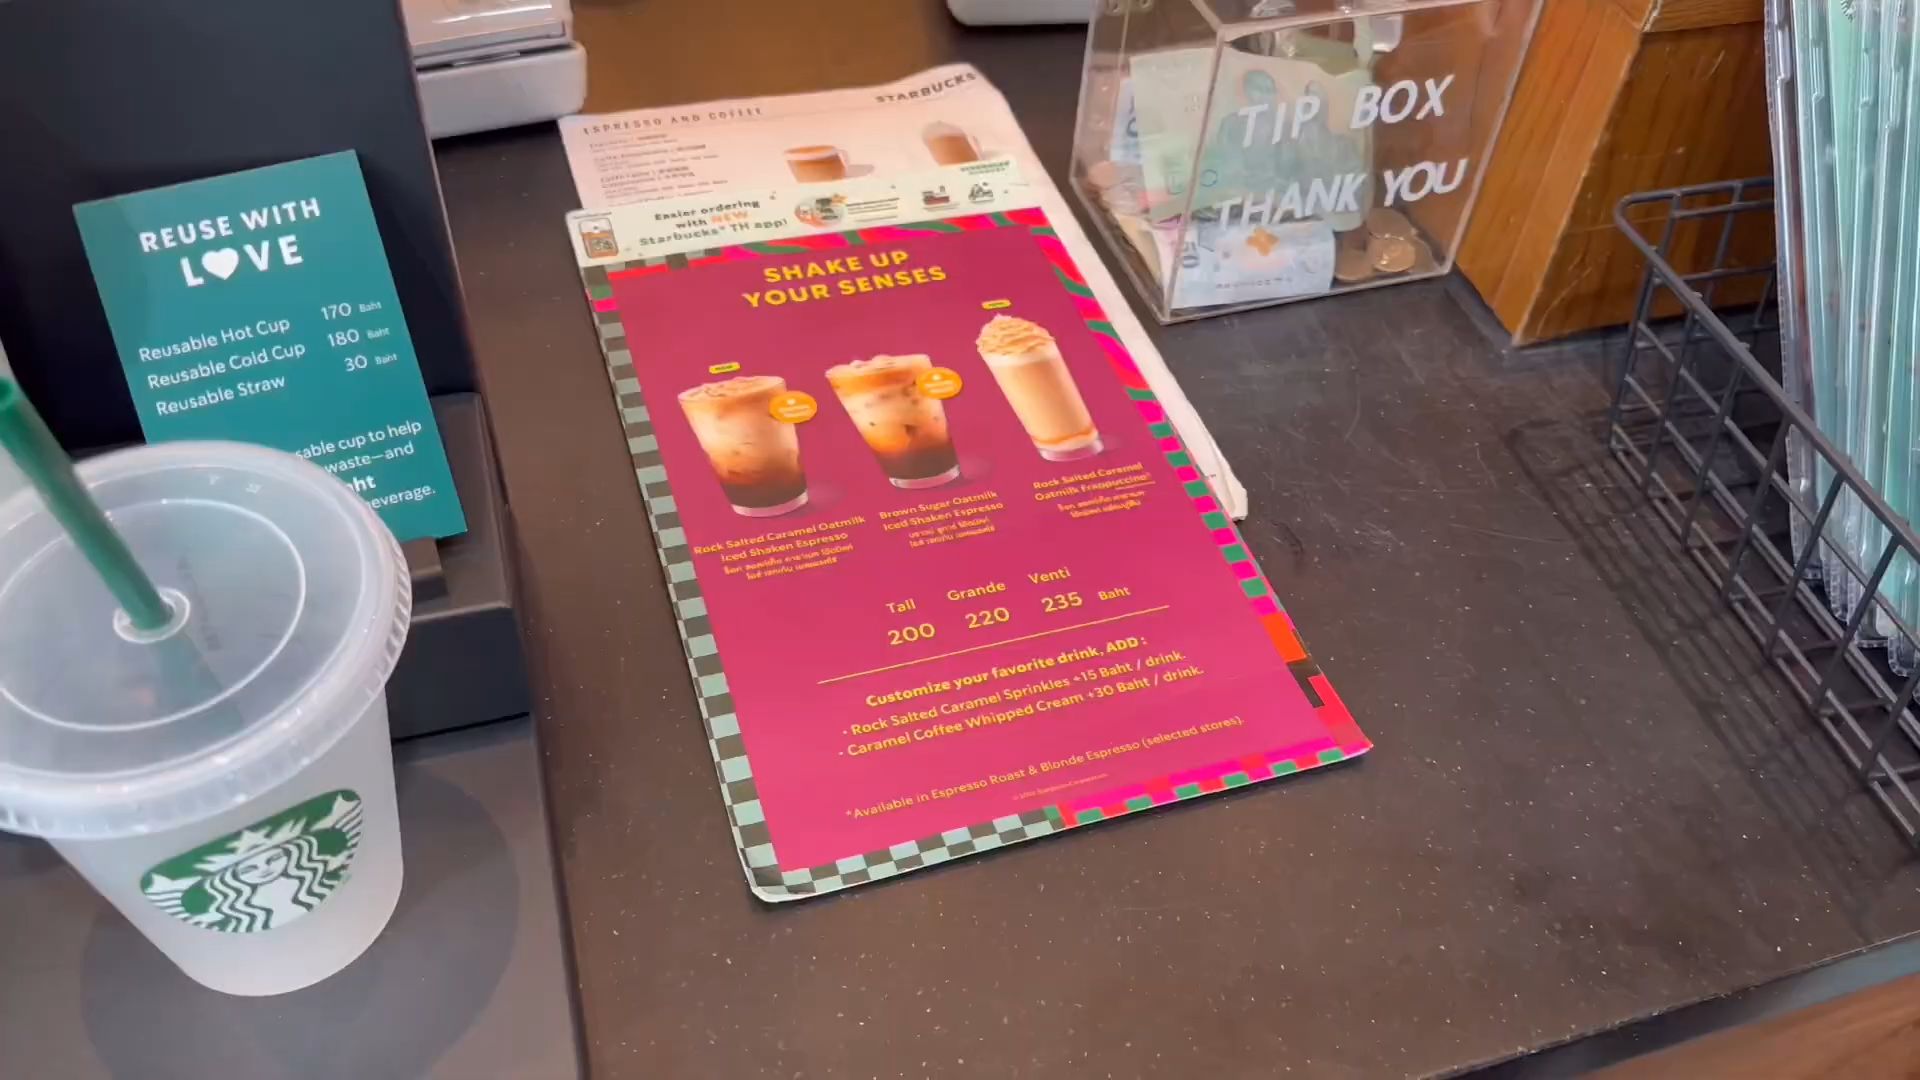 REUSE WITH
LOVE
Reusable Hot Cup 170 Baht
Reusable Cold Cup 180 Baht
Reusable Straw 30 Baht
sable cup to help
waste—and
ht
everage.
STARBUCKS
ESPRESSO AND COFFEE
Easier ordering
with NEW
Starbucks® TH app!
SHAKE UP
YOUR SENSES
Rock Salted Caramel Oatmilk
Iced Shaken Espresso
Brown Sugar Oatmilk
Iced Shaken Espresso
Rock Salted Caramel
Oatmilk Frappuccino®
Tall Grande Venti
200 220 235 Baht
Customize your favorite drink, ADD :
• Rock Salted Caramel Sprinkles +15 Baht / drink.
• Caramel Coffee Whipped Cream +30 Baht / drink.
*Available in Espresso Roast & Blonde Espresso (selected stores).
TIP BOX
THANK YOU